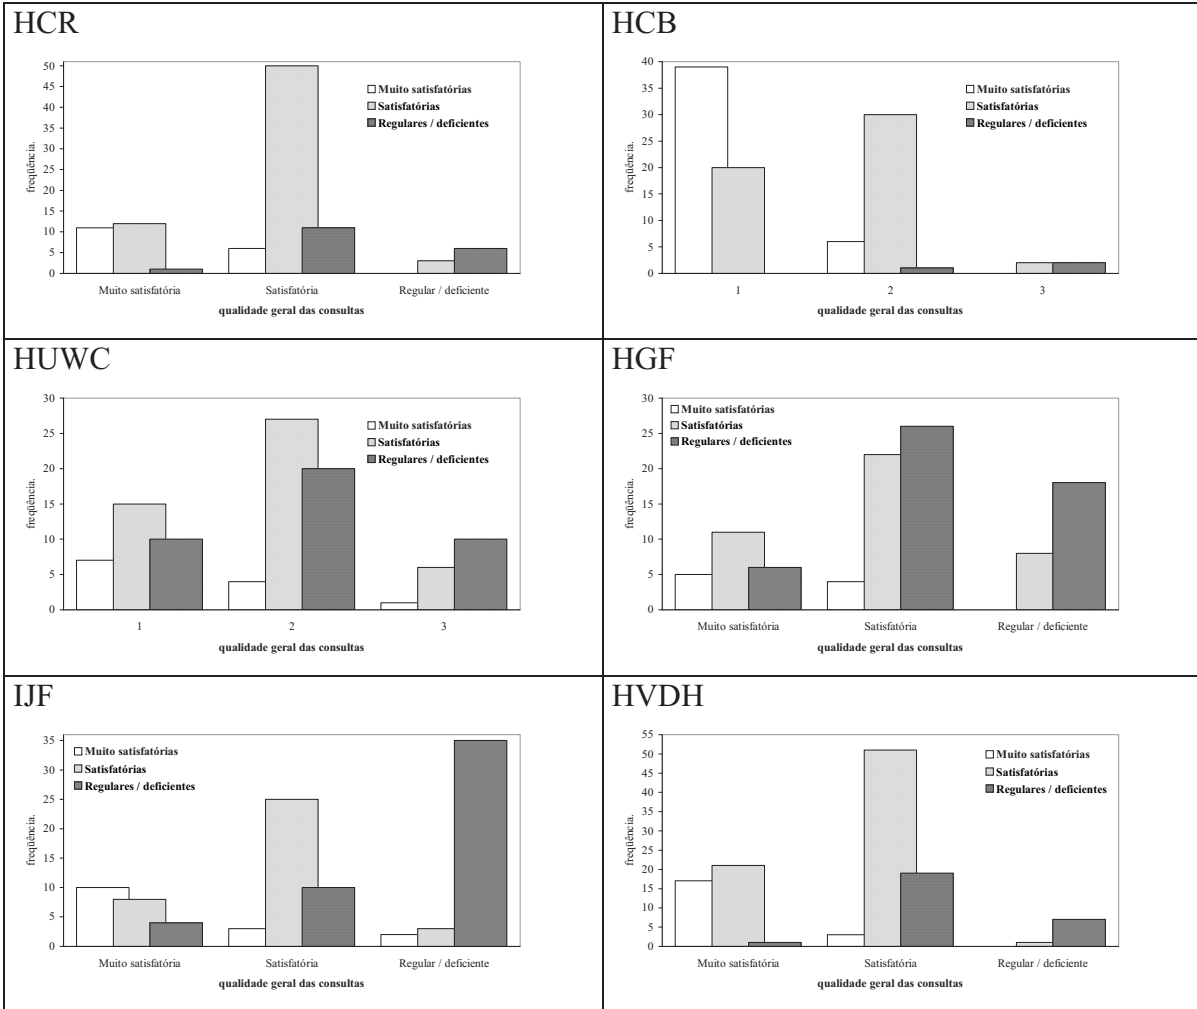 HCR
50
45
40
35
30
25
20
15
10
5
0
freqüência.
Muito satisfatórias
Satisfatórias
Regulares / deficientes
Muito satisfatória Satisfatória Regular / deficiente
qualidade geral das consultas
HCB
40
35
30
25
20
15
10
5
0
freqüência.
Muito satisfatórias
Satisfatórias
Regulares / deficientes
1 2 3
qualidade geral das consultas
HUWC
30
25
20
15
10
5
0
freqüência.
Muito satisfatórias
Satisfatórias
Regulares / deficientes
1 2 3
qualidade geral das consultas
HGF
30
25
20
15
10
5
0
freqüência.
Muito satisfatórias
Satisfatórias
Regulares / deficientes
Muito satisfatória Satisfatória Regular / deficiente
qualidade geral das consultas
IJF
35
30
25
20
15
10
5
0
freqüência.
Muito satisfatórias
Satisfatórias
Regulares / deficientes
Muito satisfatória Satisfatória Regular / deficiente
qualidade geral das consultas
HVDH
55
50
45
40
35
30
25
20
15
10
5
0
freqüência.
Muito satisfatórias
Satisfatórias
Regulares / deficientes
Muito satisfatória Satisfatória Regular / deficiente
qualidade geral das consultas